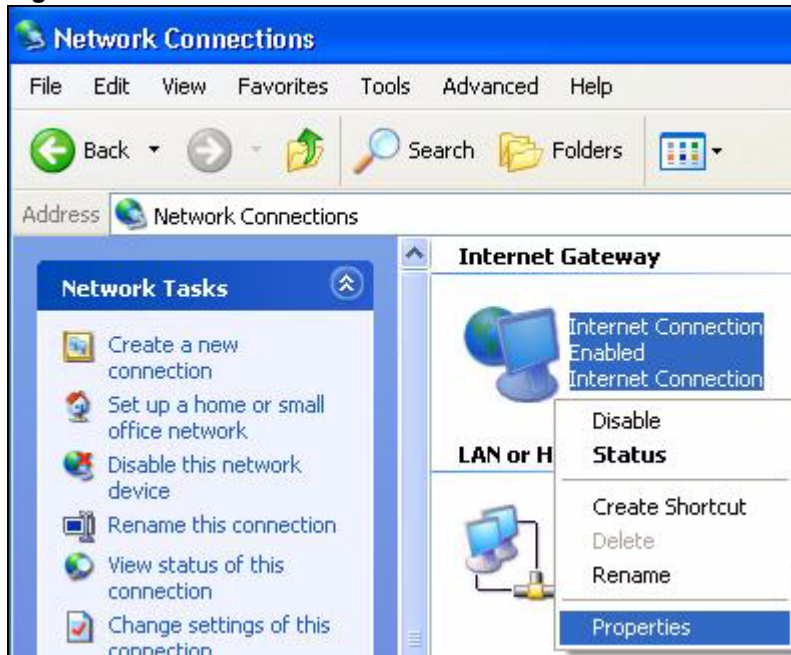 Network Connections
File Edit View Favorites Tools Advanced Help
Back Search Folders
Address Network Connections
Network Tasks
Create a new
connection
Set up a home or small
office network
Disable this network
device
Rename this connection
View status of this
connection
Change settings of this
connection
Internet Gateway
Internet Connection
Enabled
Internet Connection
LAN or H
Disable
Status
Create Shortcut
Delete
Rename
Properties